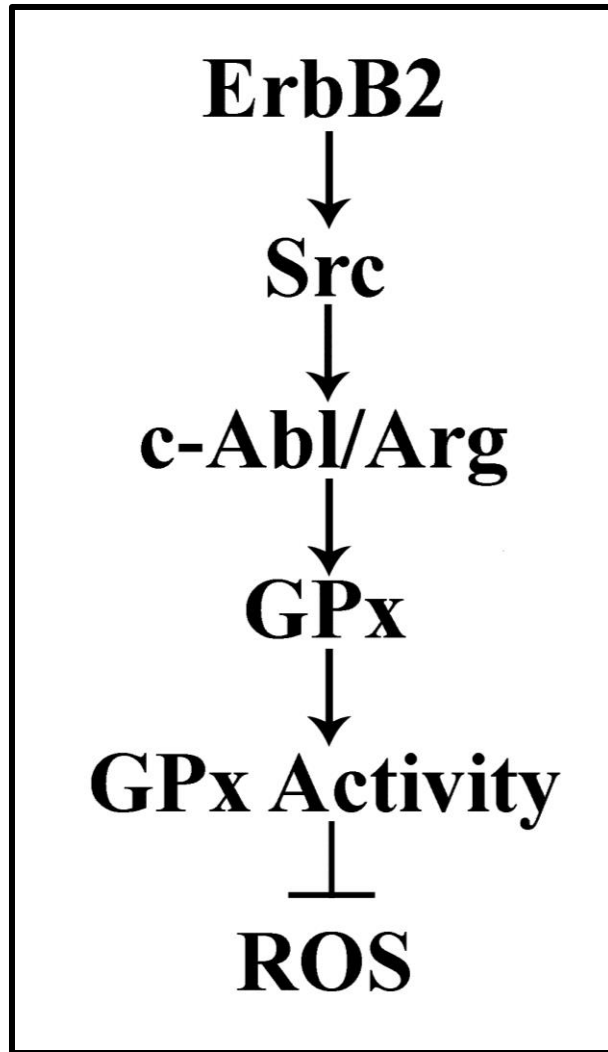 ErbB2
Src
c-Abl/Arg
GPx
GPx Activity
ROS